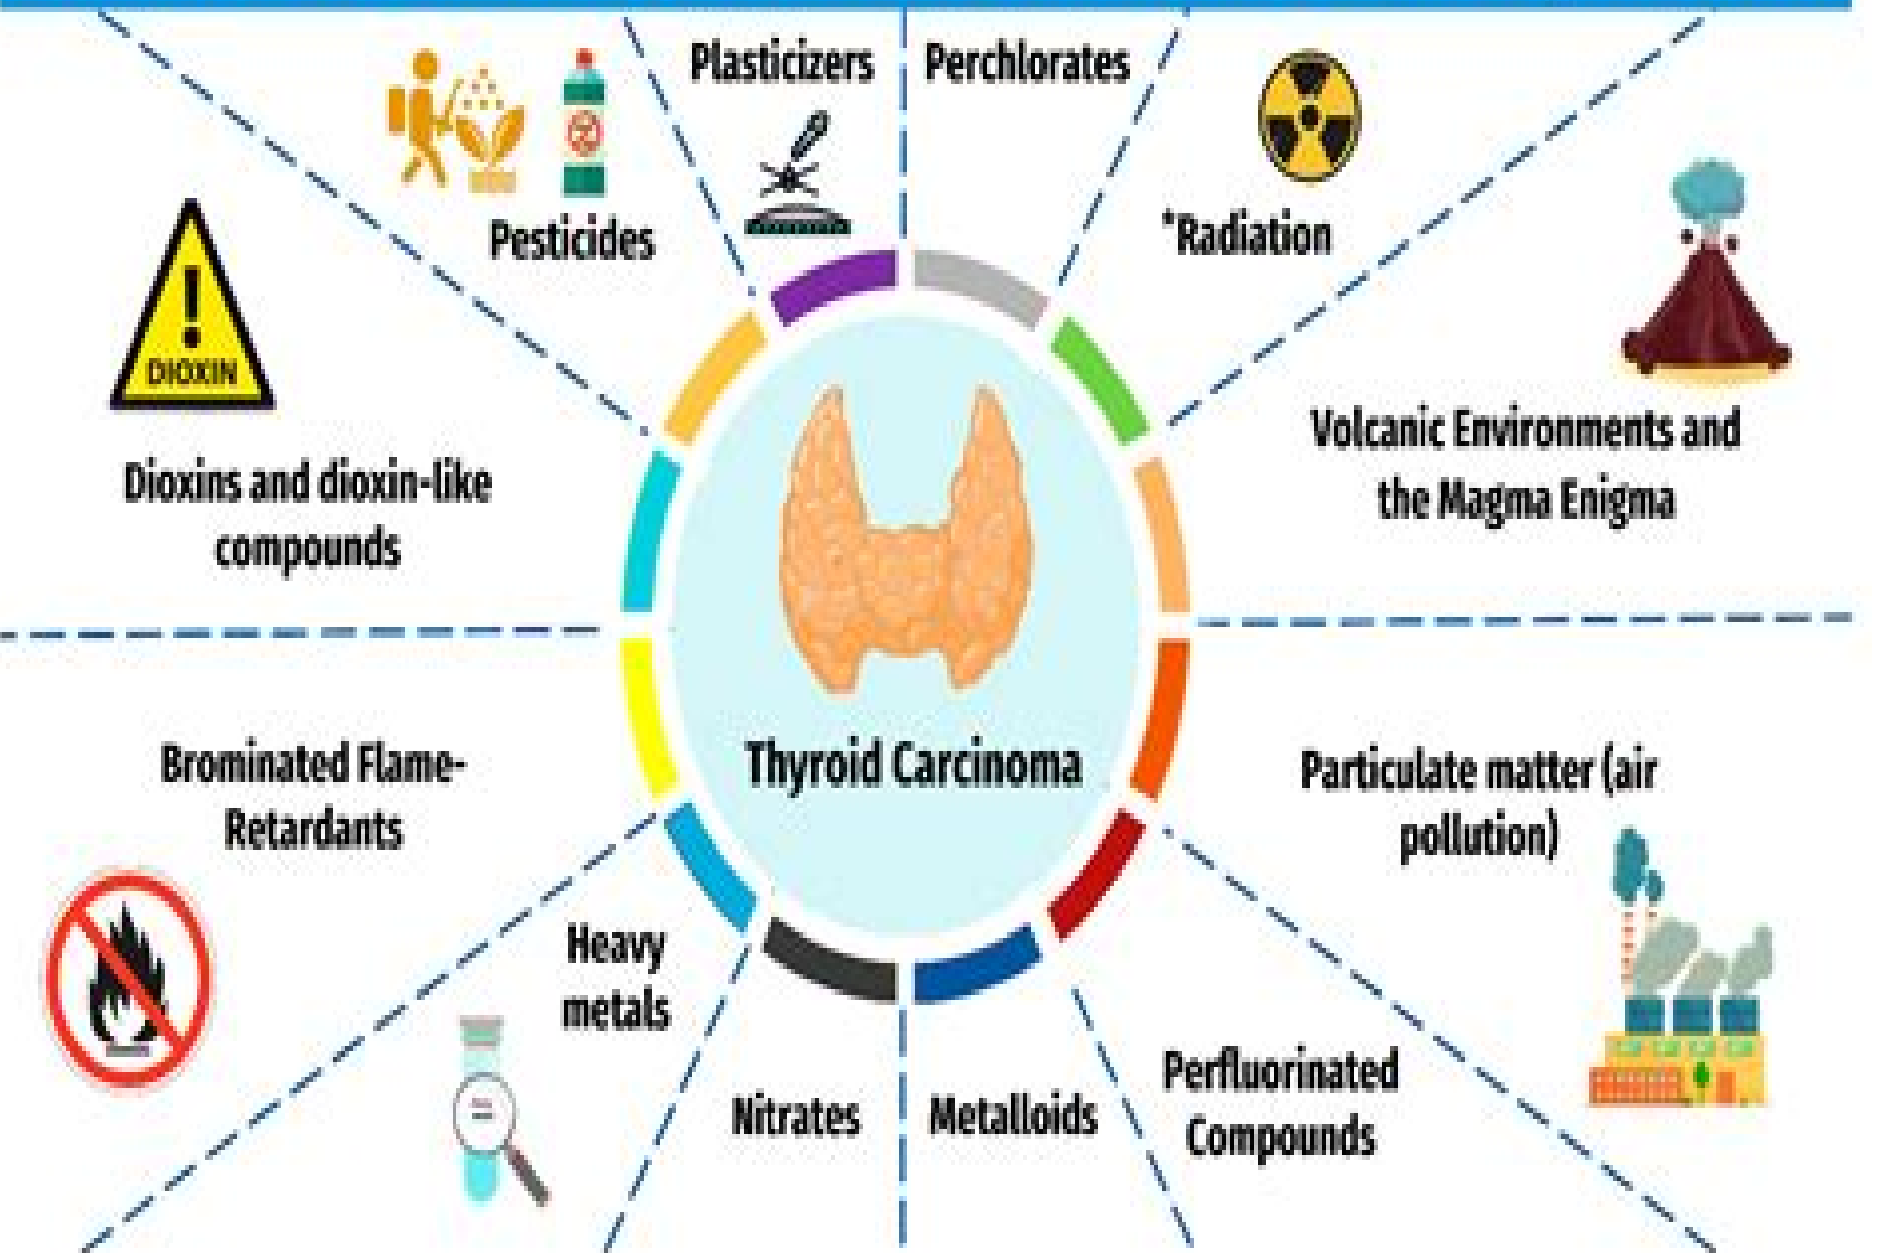 Plasticizers
Perchlorates
Pesticides
*Radiation
DIOXIN
Dioxins and dioxin-like
compounds
Volcanic Environments and
the Magma Enigma
Thyroid Carcinoma
Brominated Flame-
Retardants
Particulate matter (air
pollution)
Heavy
metals
Nitrates
Metalloids
Perfluorinated
Compounds